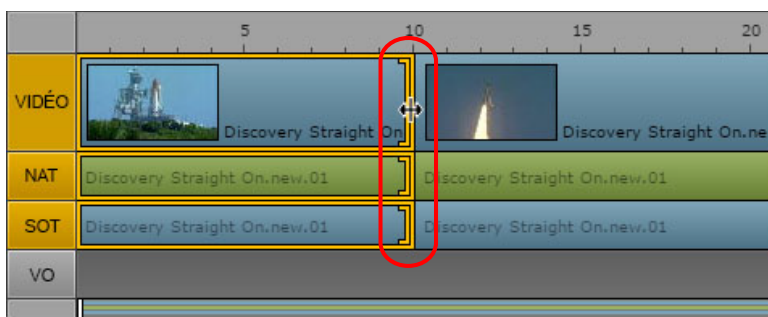 5 10 15 20
VIDÉO
Discovery Straight On Discovery Straight On.ne
NAT Discovery Straight On.new.01 Discovery Straight On.new.01
SOT Discovery Straight On.new.01 Discovery Straight On.new.01
VO